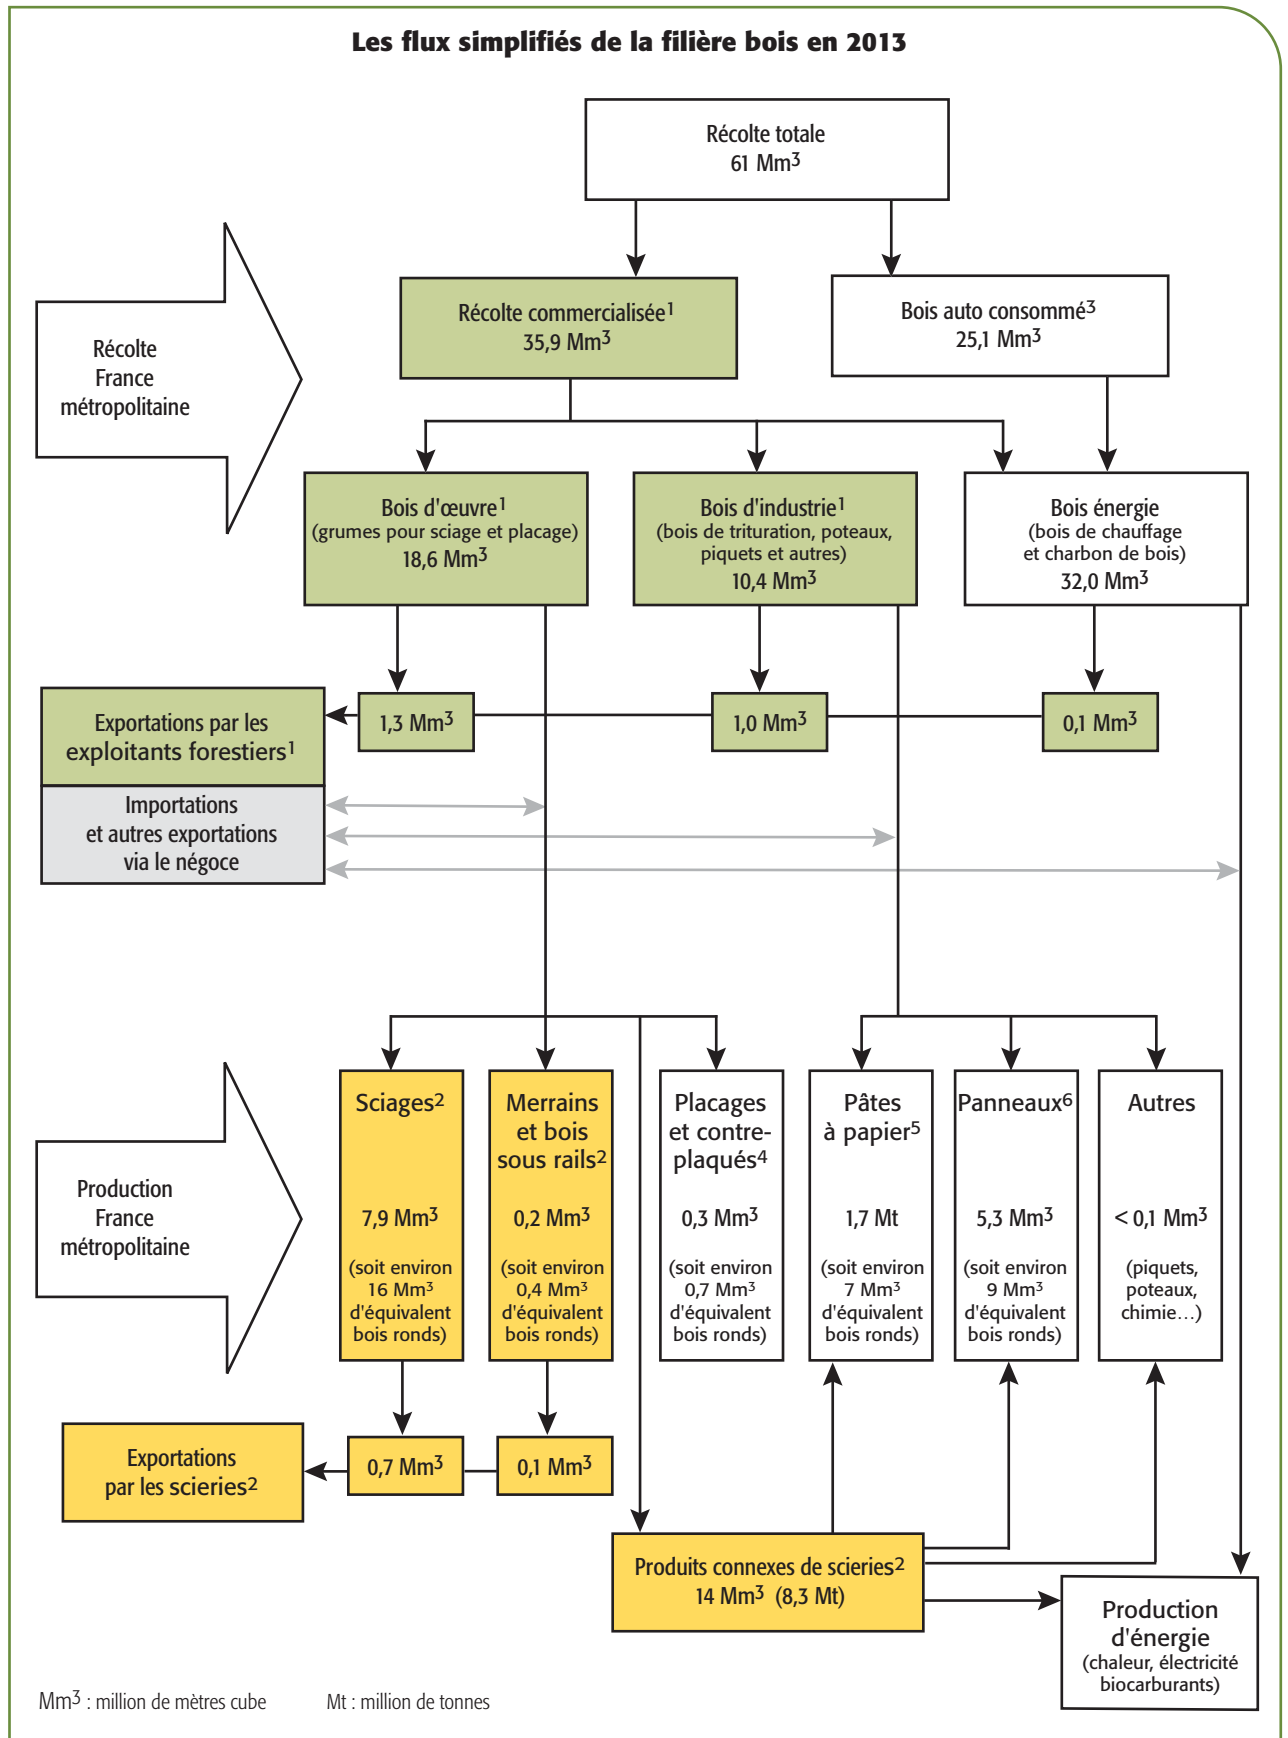 Les flux simplifiés de la filière bois en 2013
Récolte totale
61 Mm³
Récolte commercialisée¹
35,9 Mm³
Bois auto consommé³
25,1 Mm³
Récolte
France
métropolitaine
Bois d'œuvre¹
(grumes pour sciage et placage)
18,6 Mm³
Bois d'industrie¹
(bois de trituration, poteaux,
piquets et autres)
10,4 Mm³
Bois énergie
(bois de chauffage
et charbon de bois)
32,0 Mm³
Exportations par les
exploitants forestiers¹
1,3 Mm³
1,0 Mm³
0,1 Mm³
Importations
et autres exportations
via le négoce
Production
France
métropolitaine
Sciages²
7,9 Mm³
(soit environ
16 Mm³
d'équivalent
bois ronds)
Merrains
et bois
sous rails²
0,2 Mm³
(soit environ
0,4 Mm³
d'équivalent
bois ronds)
Placages
et contre-
plaqués⁴
0,3 Mm³
(soit environ
0,7 Mm³
d'équivalent
bois ronds)
Pâtes
à papier⁵
1,7 Mt
(soit environ
7 Mm³
d'équivalent
bois ronds)
Panneaux⁶
5,3 Mm³
(soit environ
9 Mm³
d'équivalent
bois ronds)
Autres
< 0,1 Mm³
(piquets,
poteaux,
chimie…)
Exportations
par les scieries²
0,7 Mm³
0,1 Mm³
Produits connexes de scieries²
14 Mm³ (8,3 Mt)
Production
d'énergie
(chaleur, électricité
biocarburants)
Mm³ : million de mètres cube
Mt : million de tonnes